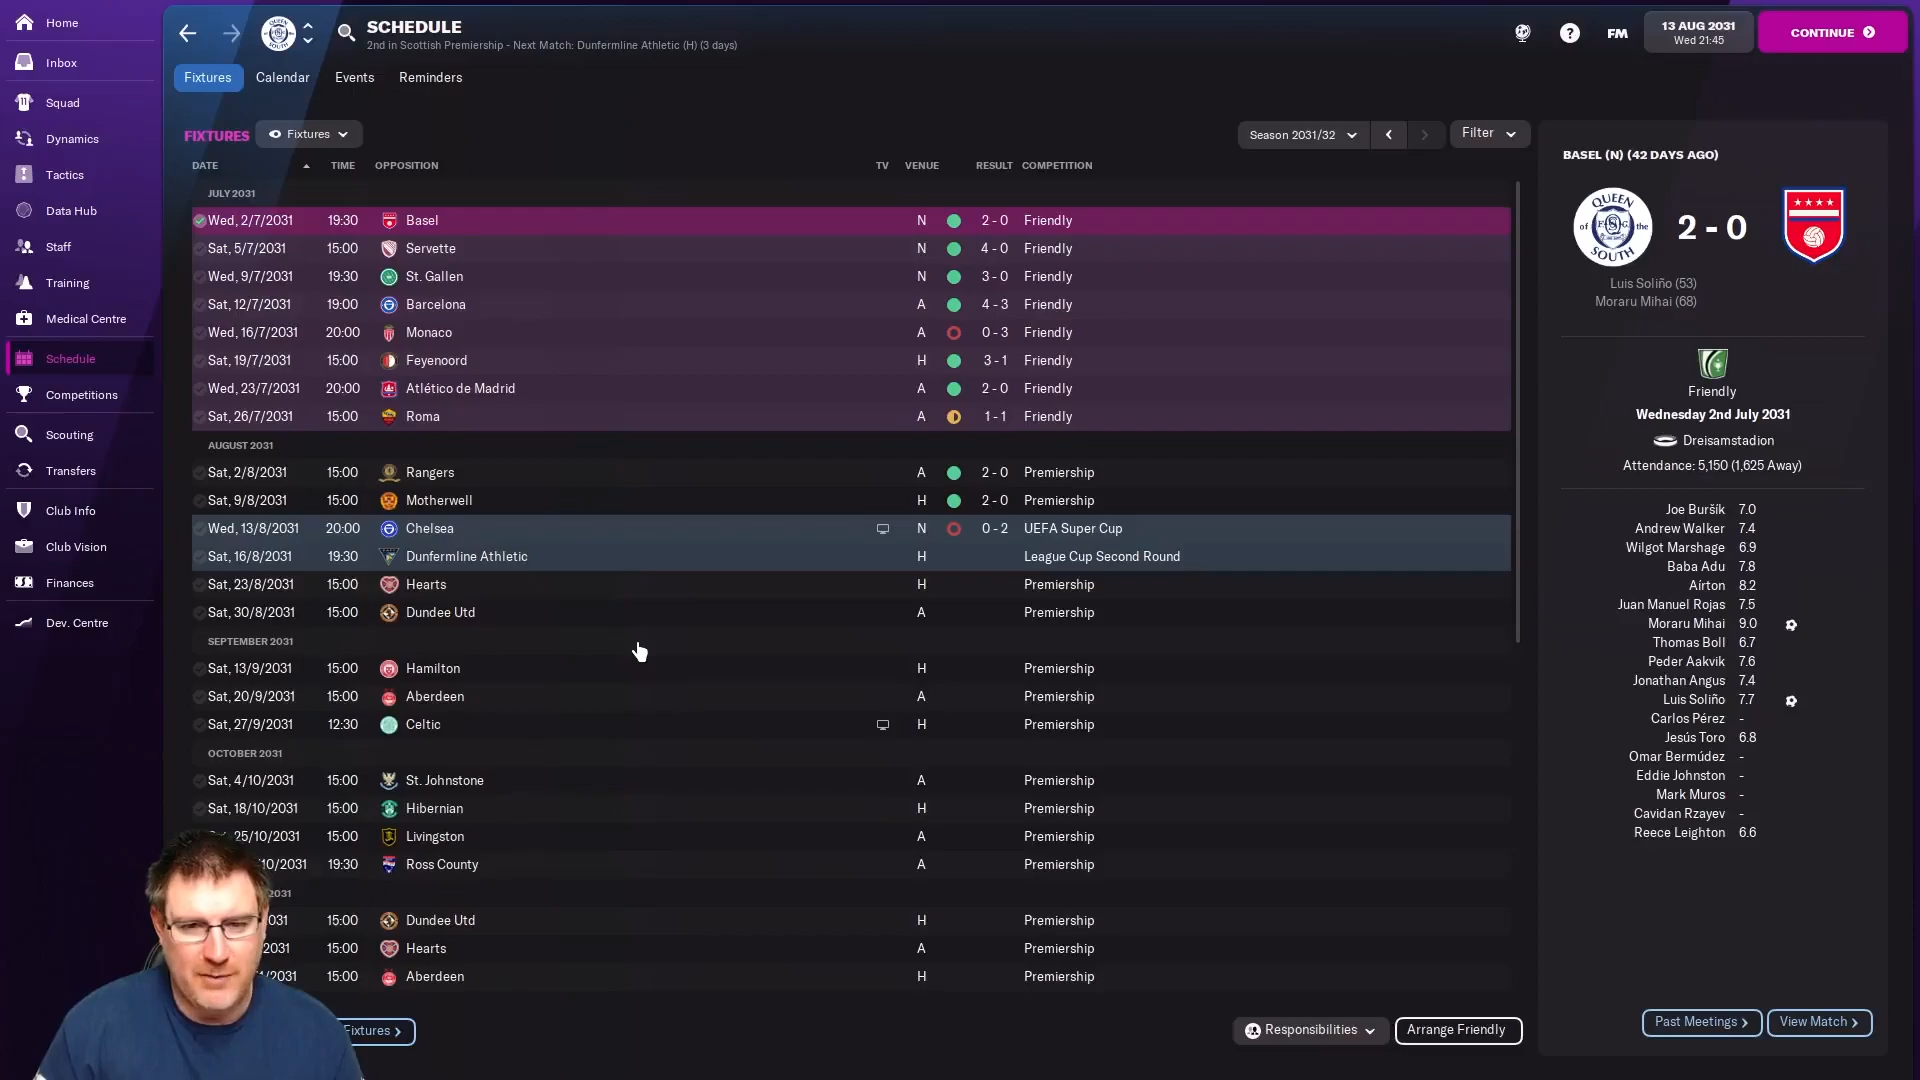 Home
Inbox
Squad
Dynamics
Tactics
Data Hub
Staff
Training
Medical Centre
Schedule
Competitions
Scouting
Transfers
Club Info
Club Vision
Finances
Dev. Centre
SCHEDULE
2nd in Scottish Premiership - Next Match: Dunfermline Athletic (H) (3 days)
FM
13 AUG 2031
Wed 21:45
CONTINUE
Fixtures Calendar Events Reminders
FIXTURES Fixtures
Season 2031/32 Filter
DATE TIME OPPOSITION TV VENUE RESULT COMPETITION
JULY 2031
Wed, 2/7/2031 19:30 Basel N 2 - 0 Friendly
Sat, 5/7/2031 15:00 Servette N 4 - 0 Friendly
Wed, 9/7/2031 19:30 St. Gallen N 3 - 0 Friendly
Sat, 12/7/2031 19:00 Barcelona A 4 - 3 Friendly
Wed, 16/7/2031 20:00 Monaco A 0 - 3 Friendly
Sat, 19/7/2031 15:00 Feyenoord H 3 - 1 Friendly
Wed, 23/7/2031 20:00 Atlético de Madrid A 2 - 0 Friendly
Sat, 26/7/2031 15:00 Roma A 1 - 1 Friendly
AUGUST 2031
Sat, 2/8/2031 15:00 Rangers A 2 - 0 Premiership
Sat, 9/8/2031 15:00 Motherwell H 2 - 0 Premiership
Wed, 13/8/2031 20:00 Chelsea N 0 - 2 UEFA Super Cup
Sat, 16/8/2031 19:30 Dunfermline Athletic H League Cup Second Round
Sat, 23/8/2031 15:00 Hearts H Premiership
Sat, 30/8/2031 15:00 Dundee Utd A Premiership
SEPTEMBER 2031
Sat, 13/9/2031 15:00 Hamilton H Premiership
Sat, 20/9/2031 15:00 Aberdeen A Premiership
Sat, 27/9/2031 12:30 Celtic H Premiership
OCTOBER 2031
Sat, 4/10/2031 15:00 St. Johnstone A Premiership
Sat, 18/10/2031 15:00 Hibernian H Premiership
25/10/2031 15:00 Livingston A Premiership
10/2031 19:30 Ross County A Premiership
2031
031 15:00 Dundee Utd H Premiership
/2031 15:00 Hearts A Premiership
/2031 15:00 Aberdeen H Premiership
Fixtures
Responsibilities
Arrange Friendly
BASEL (N) (42 DAYS AGO)
QUEEN of the SOUTH
2 - 0
Luis Soliño (53)
Moraru Mihai (68)
Friendly
Wednesday 2nd July 2031
Dreisamstadion
Attendance: 5,150 (1,625 Away)
Joe Buršík 7.0
Andrew Walker 7.4
Wilgot Marshage 6.9
Baba Adu 7.8
Aírton 8.2
Juan Manuel Rojas 7.5
Moraru Mihai 9.0
Thomas Boll 6.7
Peder Aakvik 7.6
Jonathan Angus 7.4
Luis Soliño 7.7
Carlos Pérez -
Jesús Toro 6.8
Omar Bermúdez -
Eddie Johnston -
Mark Muros -
Cavidan Rzayev -
Reece Leighton 6.6
Past Meetings
View Match